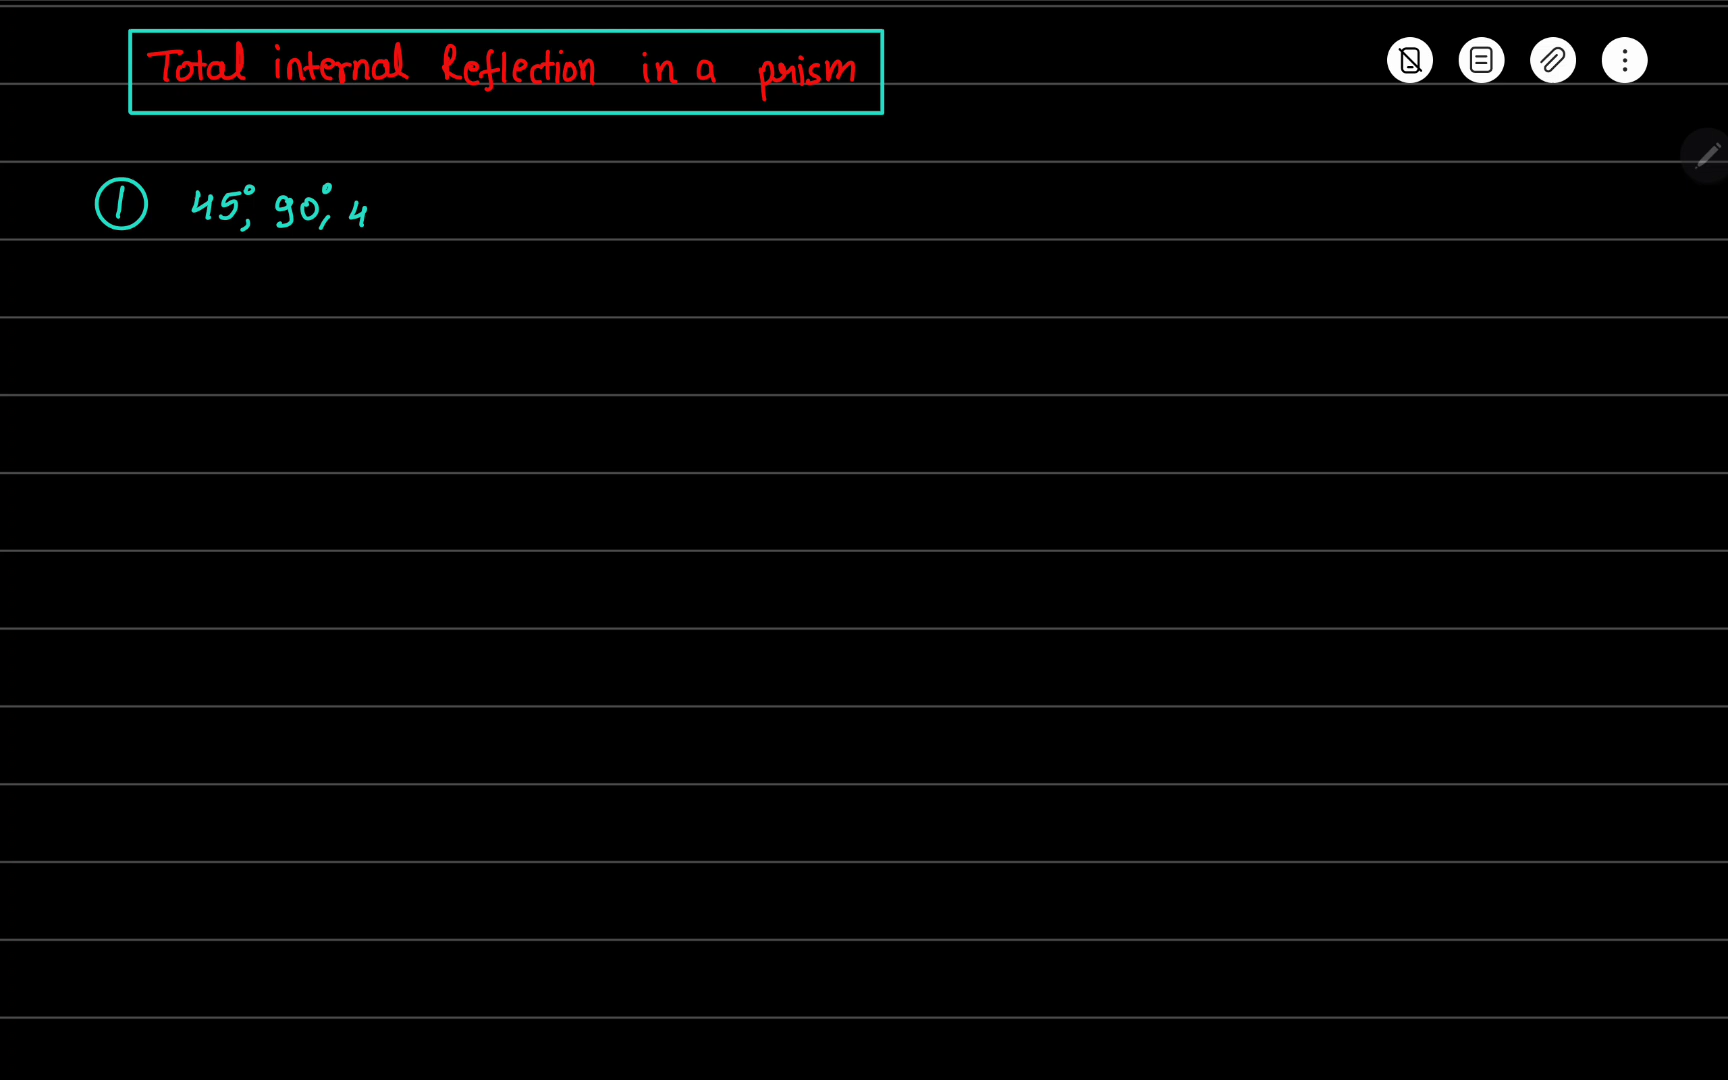 Total internal Reflection in a prism
① 45°, 90°, 4